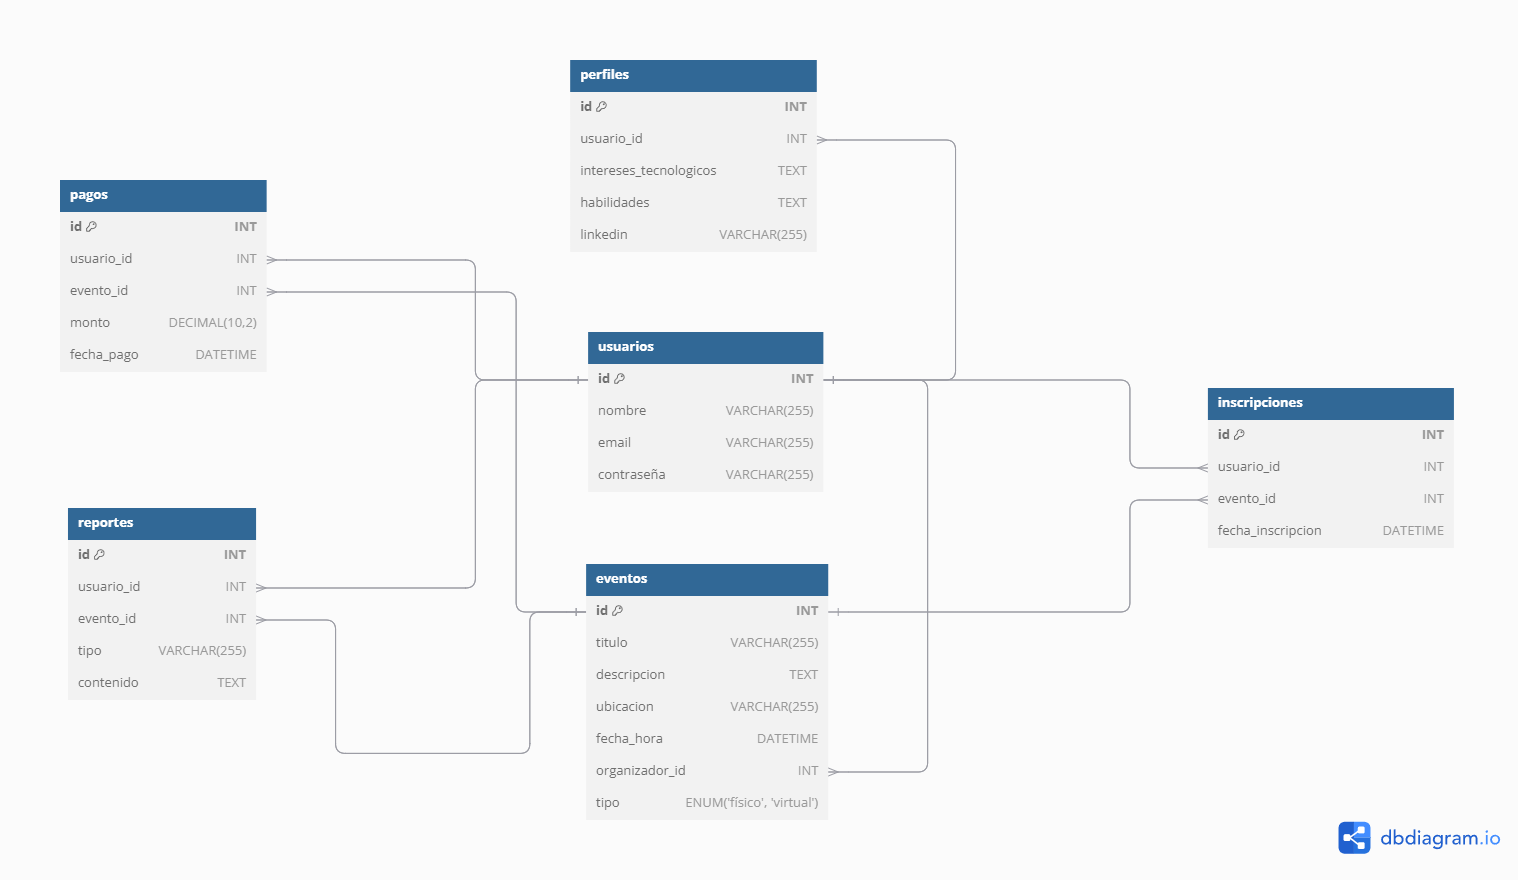 perfiles
id INT
usuario_id INT
intereses_tecnologicos TEXT
habilidades TEXT
linkedin VARCHAR(255)
pagos
id INT
usuario_id INT
evento_id INT
monto DECIMAL(10,2)
fecha_pago DATETIME
usuarios
id INT
nombre VARCHAR(255)
email VARCHAR(255)
contraseña VARCHAR(255)
inscripciones
id INT
usuario_id INT
evento_id INT
fecha_inscripcion DATETIME
reportes
id INT
usuario_id INT
evento_id INT
tipo VARCHAR(255)
contenido TEXT
eventos
id INT
titulo VARCHAR(255)
descripcion TEXT
ubicacion VARCHAR(255)
fecha_hora DATETIME
organizador_id INT
tipo ENUM('físico', 'virtual')
dbdiagram.io